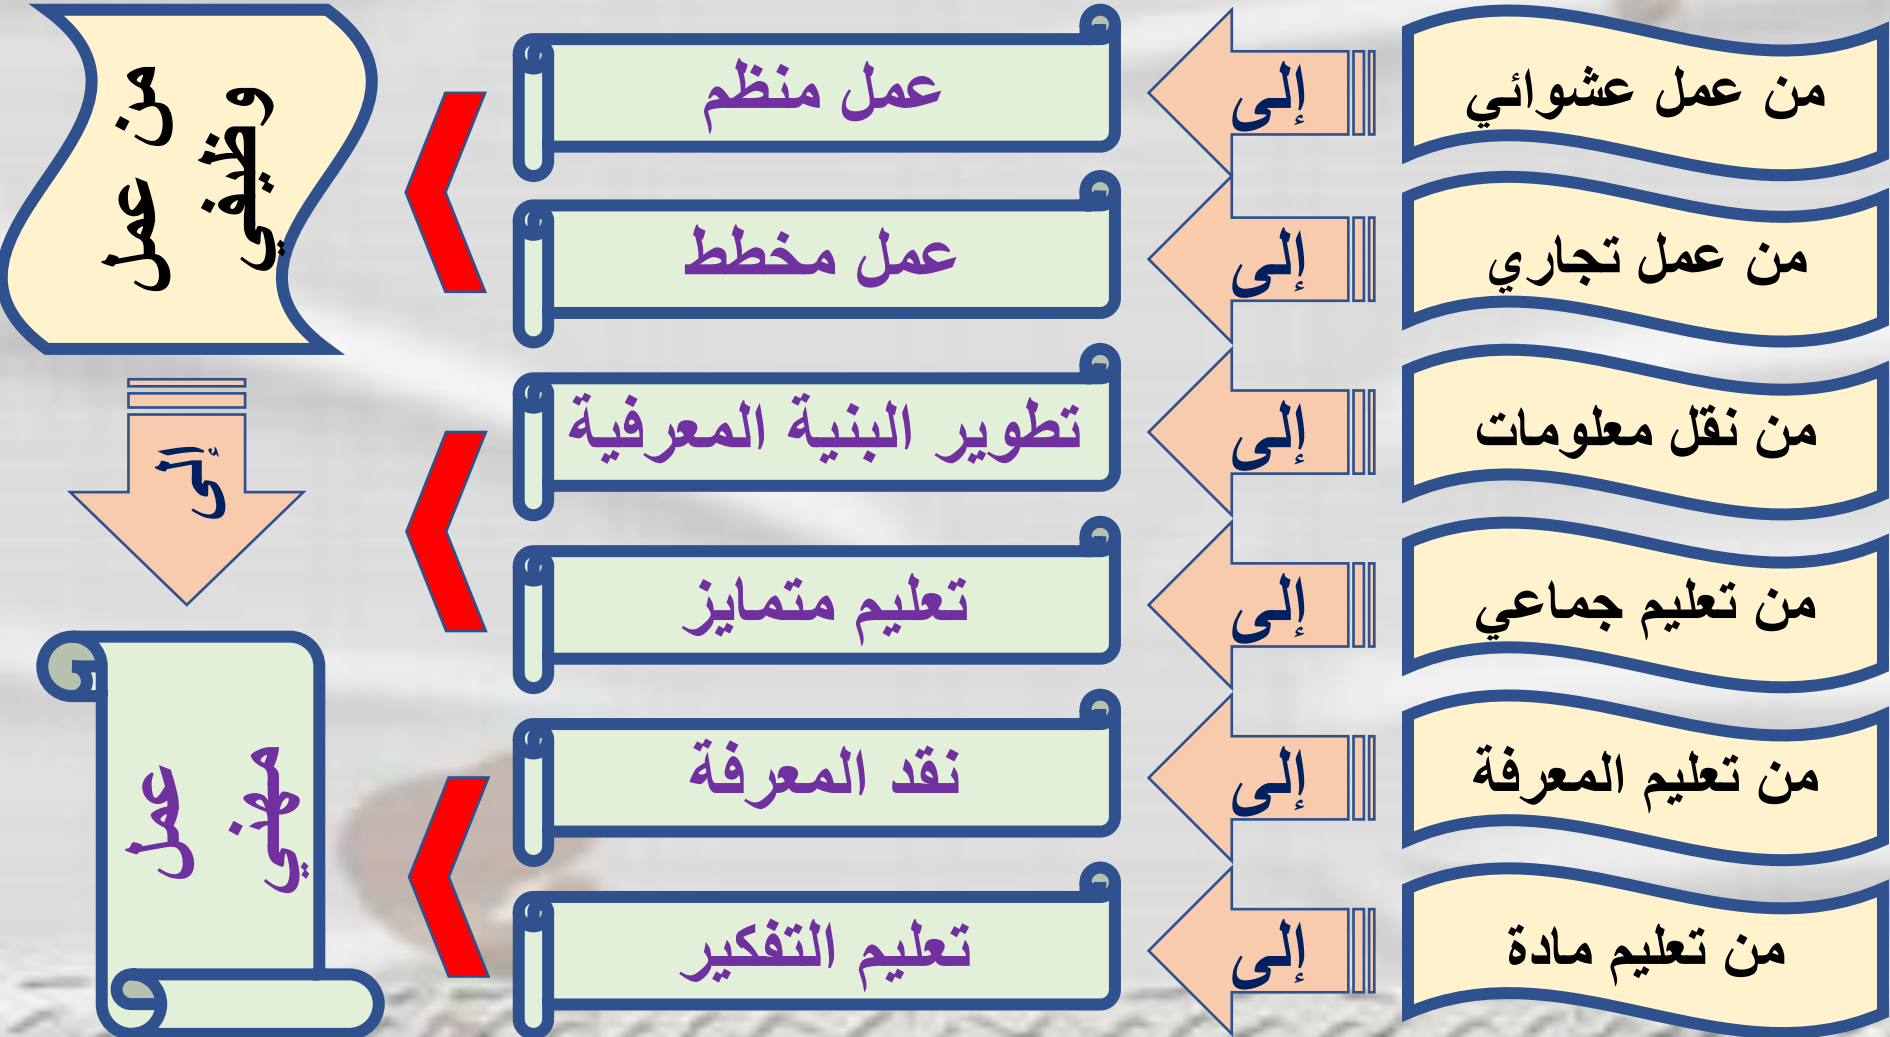 من عمل عشوائي
إلى
عمل منظم
من عمل تجاري
إلى
عمل مخطط
من نقل معلومات
إلى
تطوير البنية المعرفية
من تعليم جماعي
إلى
تعليم متمايز
من تعليم المعرفة
إلى
نقد المعرفة
من تعليم مادة
إلى
تعليم التفكير
من عمل
وظيفي
إلى
عمل
مهني